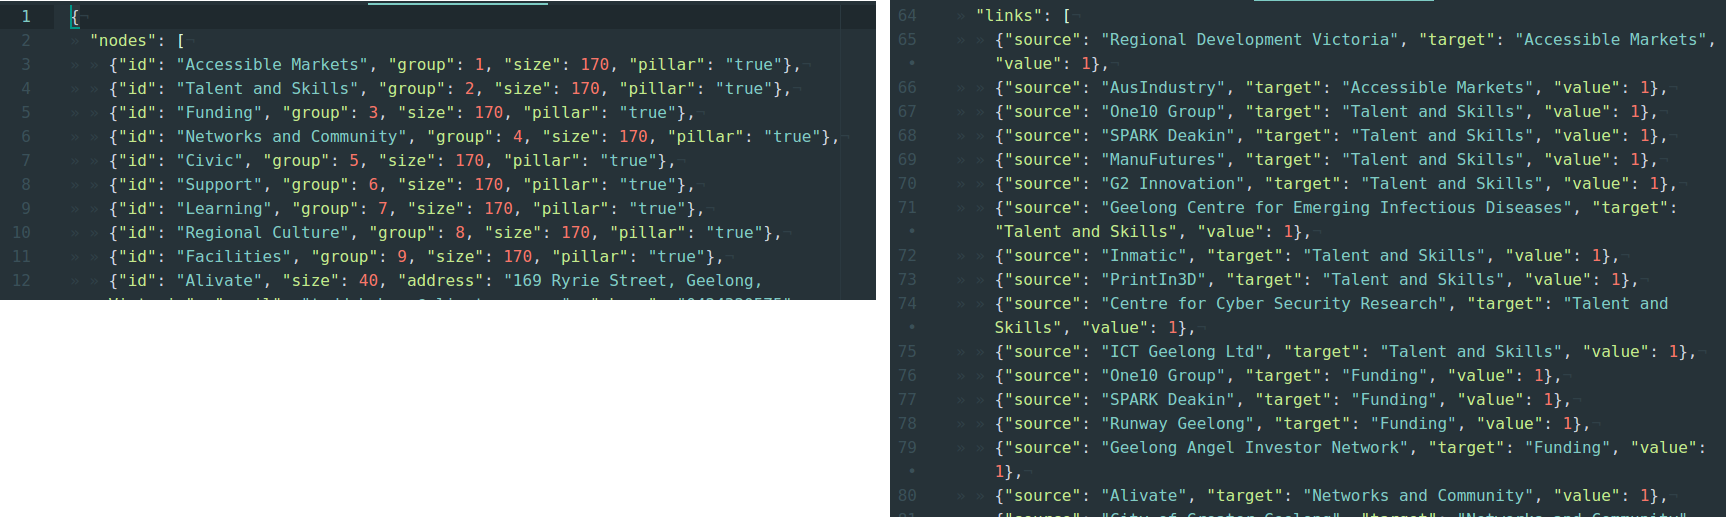 1 {
2 "nodes": [
3 {"id": "Accessible Markets", "group": 1, "size": 170, "pillar": "true"},
4 {"id": "Talent and Skills", "group": 2, "size": 170, "pillar": "true"},
5 {"id": "Funding", "group": 3, "size": 170, "pillar": "true"},
6 {"id": "Networks and Community", "group": 4, "size": 170, "pillar": "true"},
7 {"id": "Civic", "group": 5, "size": 170, "pillar": "true"},
8 {"id": "Support", "group": 6, "size": 170, "pillar": "true"},
9 {"id": "Learning", "group": 7, "size": 170, "pillar": "true"},
10 {"id": "Regional Culture", "group": 8, "size": 170, "pillar": "true"},
11 {"id": "Facilities", "group": 9, "size": 170, "pillar": "true"},
12 {"id": "Alivate", "size": 40, "address": "169 Ryrie Street, Geelong,
64 "links": [
65 {"source": "Regional Development Victoria", "target": "Accessible Markets",
• "value": 1},
66 {"source": "AusIndustry", "target": "Accessible Markets", "value": 1},
67 {"source": "One10 Group", "target": "Talent and Skills", "value": 1},
68 {"source": "SPARK Deakin", "target": "Talent and Skills", "value": 1},
69 {"source": "ManuFutures", "target": "Talent and Skills", "value": 1},
70 {"source": "G2 Innovation", "target": "Talent and Skills", "value": 1},
71 {"source": "Geelong Centre for Emerging Infectious Diseases", "target":
• "Talent and Skills", "value": 1},
72 {"source": "Inmatic", "target": "Talent and Skills", "value": 1},
73 {"source": "PrintIn3D", "target": "Talent and Skills", "value": 1},
74 {"source": "Centre for Cyber Security Research", "target": "Talent and
• Skills", "value": 1},
75 {"source": "ICT Geelong Ltd", "target": "Talent and Skills", "value": 1},
76 {"source": "One10 Group", "target": "Funding", "value": 1},
77 {"source": "SPARK Deakin", "target": "Funding", "value": 1},
78 {"source": "Runway Geelong", "target": "Funding", "value": 1},
79 {"source": "Geelong Angel Investor Network", "target": "Funding", "value":
• 1},
80 {"source": "Alivate", "target": "Networks and Community", "value": 1},